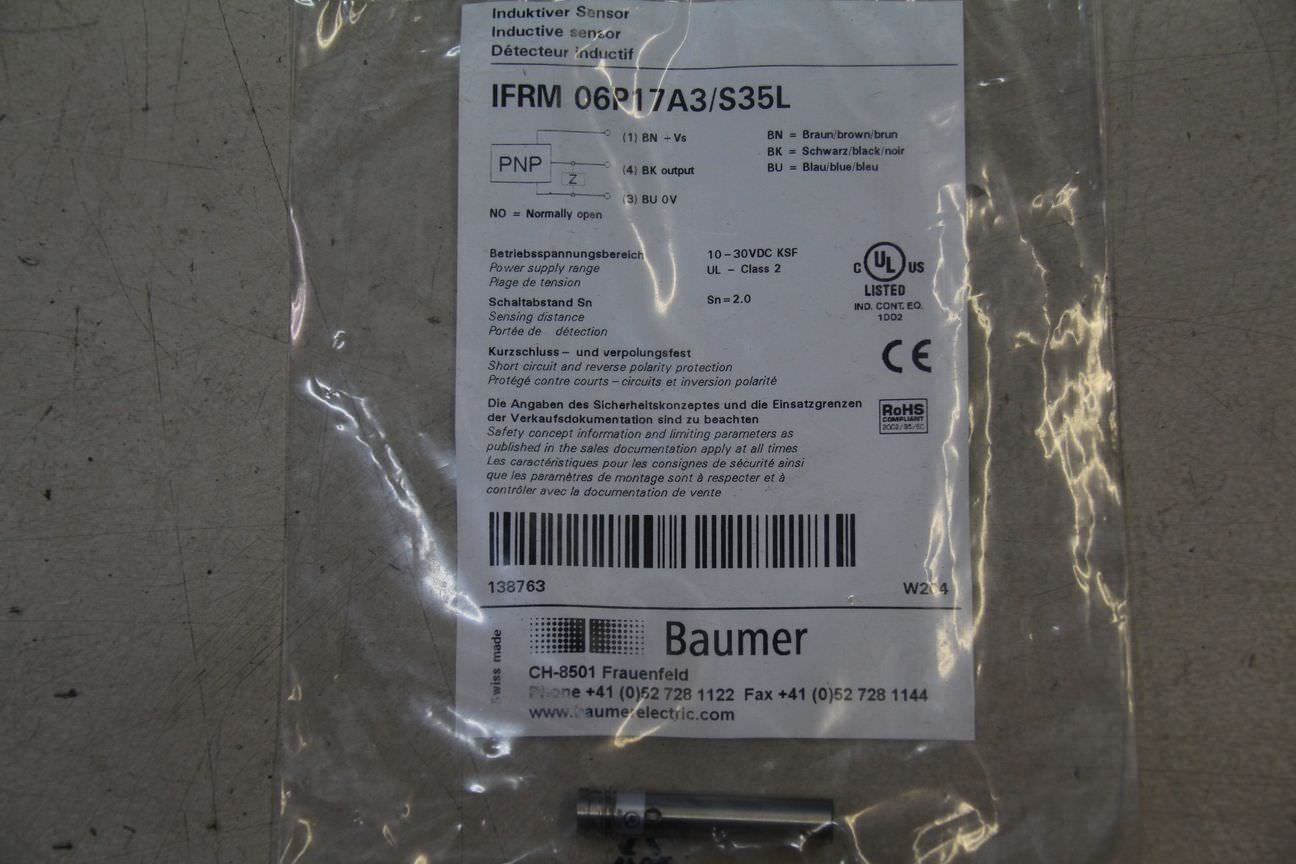 Induktiver Sensor
Inductive sensor
Détecteur inductif
IFRM 06P17A3/S35L
PNP
Z
(1) BN + Vs
(4) BK output
(3) BU 0V
BN = Braun/brown/brun
BK = Schwarz/black/noir
BU = Blau/blue/bleu
NO = Normally open
Betriebsspannungsbereich 10-30VDC KSF
Power supply range UL - Class 2
Plage de tension
Schaltabstand Sn Sn=2.0
Sensing distance
Portée de détection
C UL US
LISTED
IND. CONT. EQ.
1DD2
Kurzschluss - und verpolungsfest
Short circuit and reverse polarity protection
Protégé contre courts-circuits et inversion polarité
CE
Die Angaben des Sicherheitskonzeptes und die Einsatzgrenzen
der Verkaufsdokumentation sind zu beachten
Safety concept information and limiting parameters as
published in the sales documentation apply at all times
Les caractéristiques pour les consignes de sécurité ainsi
que les paramètres de montage sont à respecter et à
contrôler avec la documentation de vente
RoHS
COMPLIANT
2002/95/EC
138763
Swiss made
Baumer
CH-8501 Frauenfeld
Phone +41 (0)52 728 1122 Fax +41 (0)52 728 1144
www.baumerelectric.com